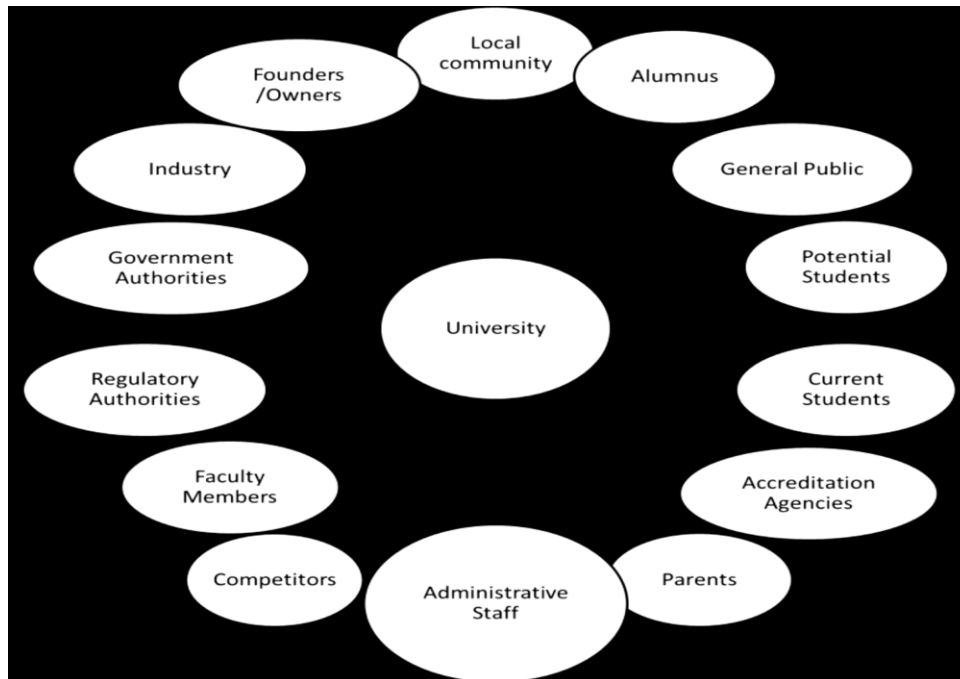 Local
community
Founders
/Owners
Alumnus
Industry
General Public
Government
Authorities
Potential
Students
University
Regulatory
Authorities
Current
Students
Faculty
Members
Accreditation
Agencies
Competitors
Administrative
Staff
Parents